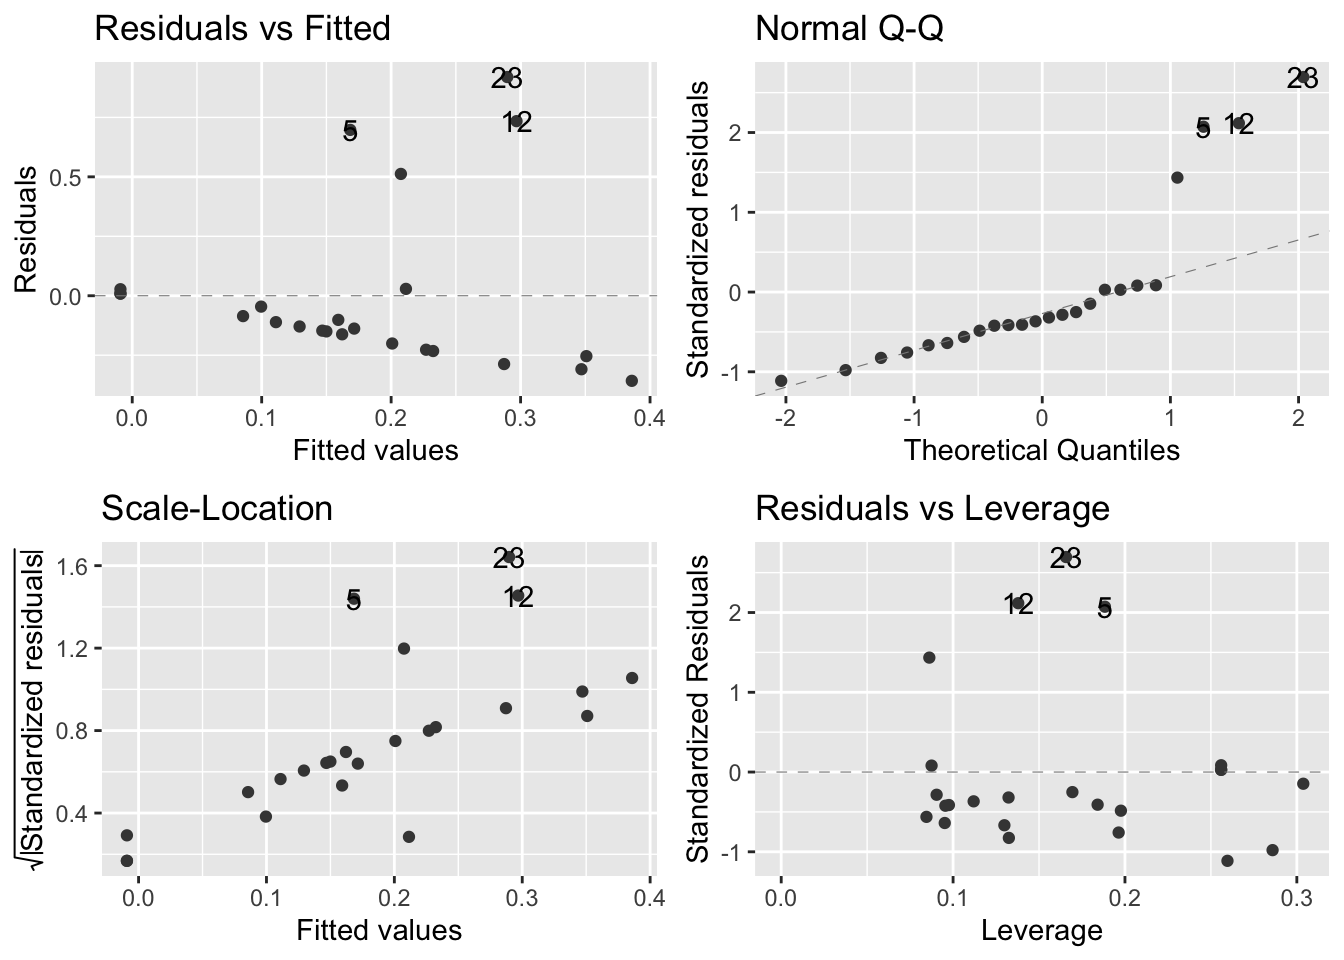 Residuals vs Fitted
Residuals
0.5
0.0
23
12
5
0.0 0.1 0.2 0.3 0.4
Fitted values
Normal Q-Q
Standardized residuals
2
1
0
-1
23
5 12
-2 -1 0 1 2
Theoretical Quantiles
Scale-Location
√|Standardized residuals|
1.6
1.2
0.8
0.4
23
12
5
0.0 0.1 0.2 0.3 0.4
Fitted values
Residuals vs Leverage
Standardized Residuals
2
1
0
-1
23
12 5
0.0 0.1 0.2 0.3
Leverage